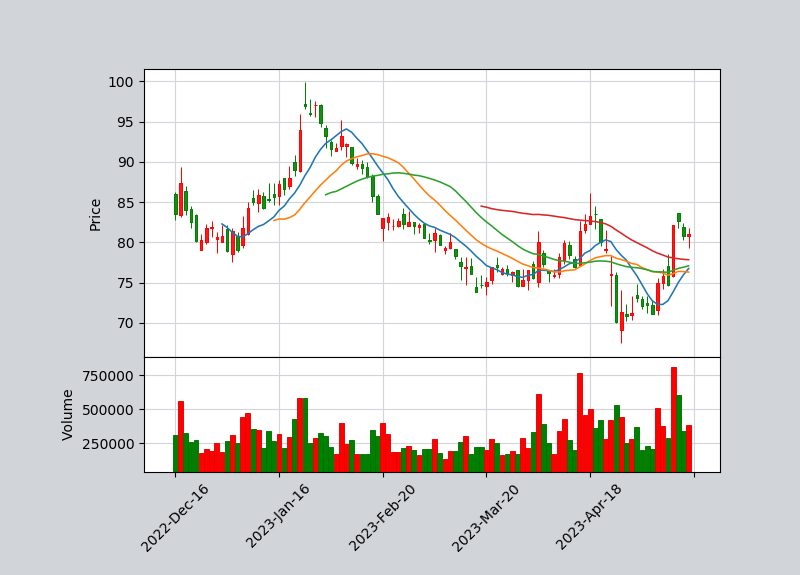 100
95
90
85
80
75
70
Price
750000
500000
250000
Volume
2022-Dec-16
2023-Jan-16
2023-Feb-20
2023-Mar-20
2023-Apr-18